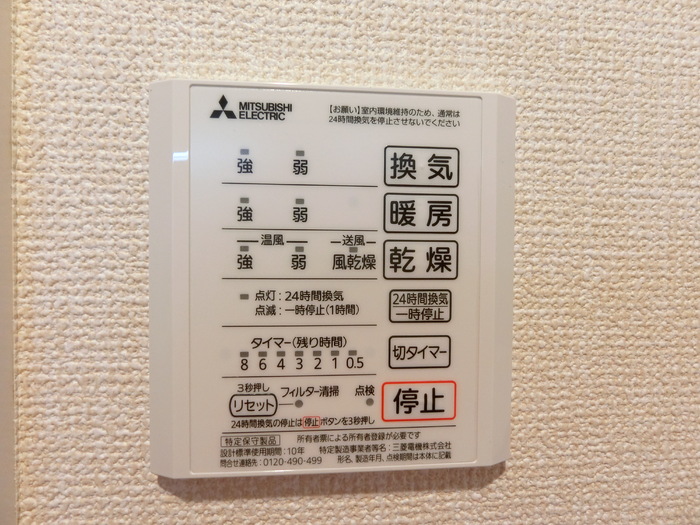 MITSUBISHI
ELECTRIC
【お願い】室内環境維持のため、通常は
24時間換気を停止させないでください
強 弱 換気
強 弱 暖房
温風 送風
強 弱 風乾燥 乾燥
点灯：24時間換気
点滅：一時停止(1時間)
24時間換気
一時停止
タイマー(残り時間)
8 6 4 3 2 1 0.5
切タイマー
3秒押し
リセット フィルター清掃 点検 停止
24時間換気の停止は停止ボタンを3秒押し
特定保守製品 所有者票による所有者登録が必要です
設計標準使用期間：10年 特定製造事業者等名：三菱電機株式会社
問合せ連絡先：0120-490-499 形名、製造年月、点検期間は本体に記載